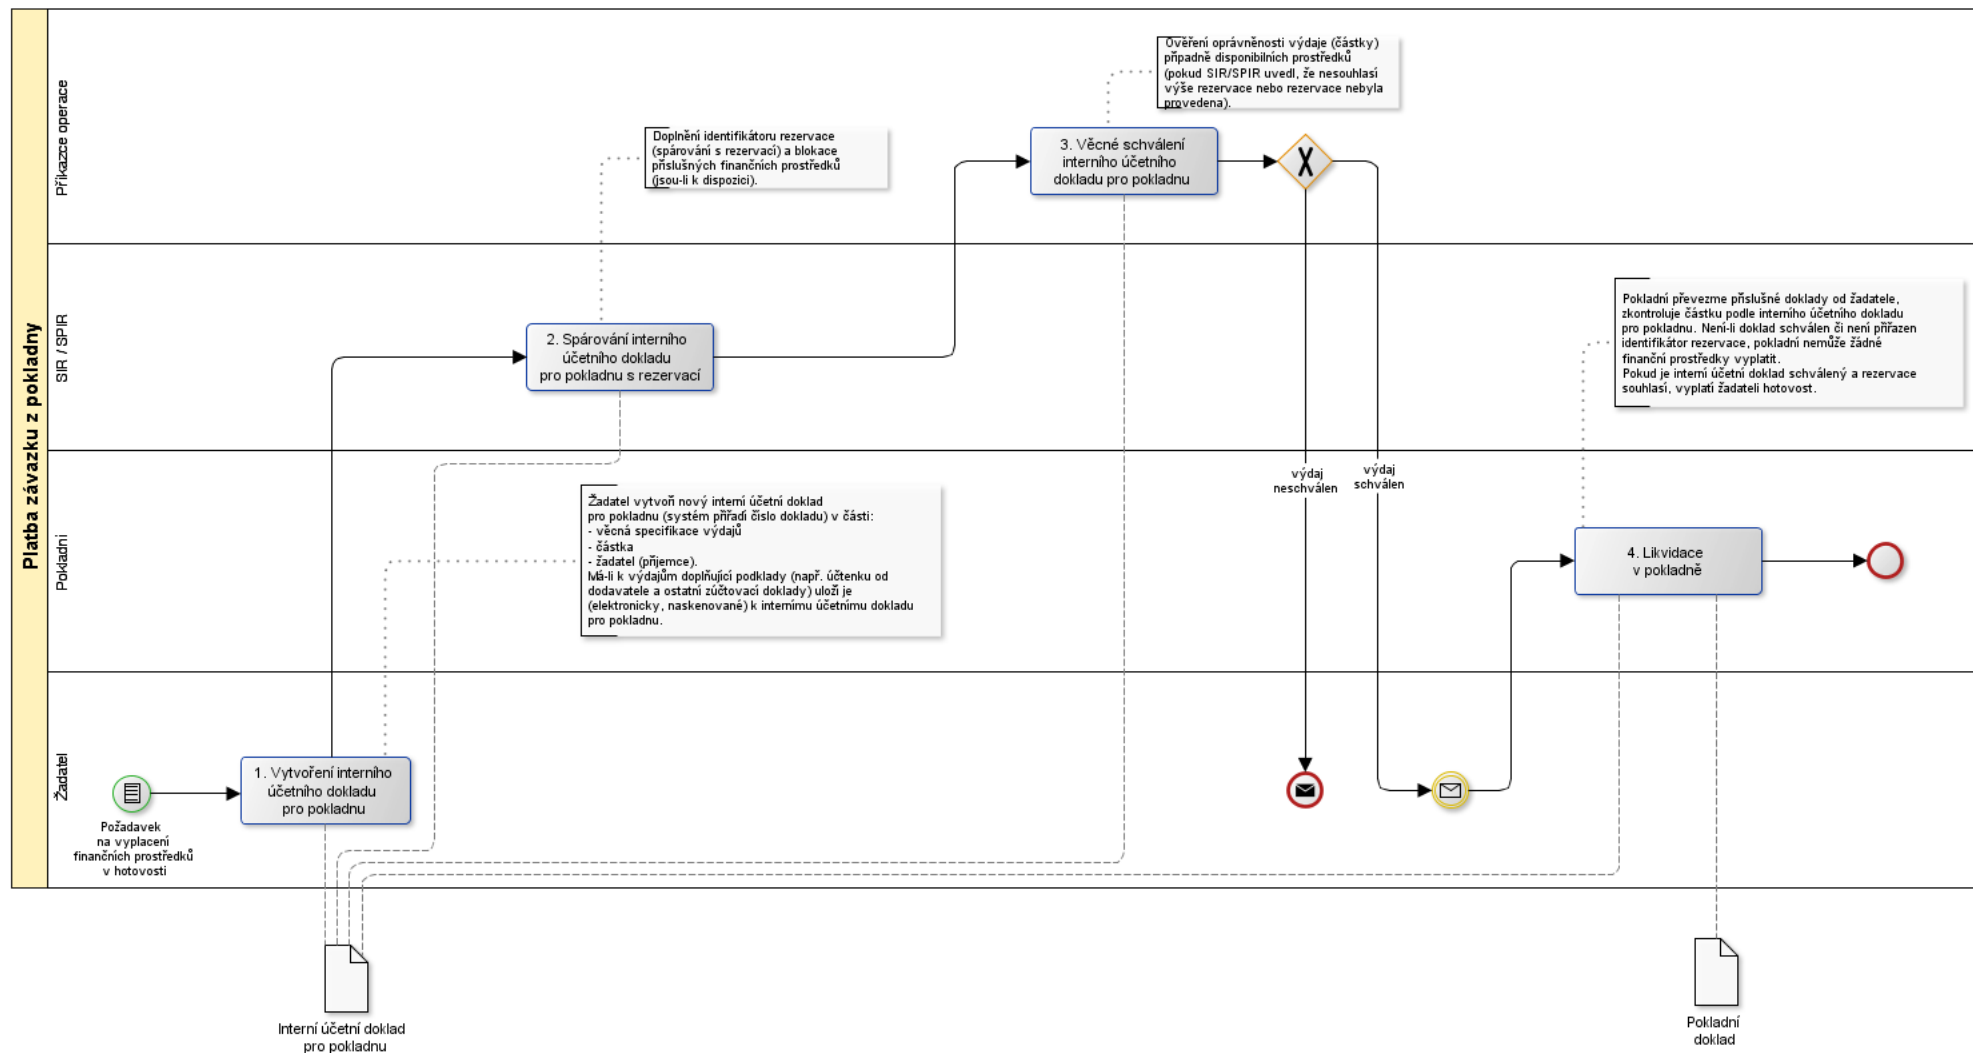 Platba závazku z pokladny
Příkazce operace
Ověření oprávněnosti výdaje (částky)
případně disponibilních prostředků
(pokud SIR/SPIR uvedl, že nesouhlasí
výše rezervace nebo rezervace nebyla
provedena).
Doplnění identifikátoru rezervace
(spárování s rezervací) a blokace
příslušných finančních prostředků
(jsou-li k dispozici).
3. Věcné schválení
interního účetního
dokladu pro pokladnu
SIR / SPIR
2. Spárování interního
účetního dokladu
pro pokladnu s rezervací
Pokladní převezme příslušné doklady od žadatele,
zkontroluje částku podle interního účetního dokladu
pro pokladnu. Není-li doklad schválen či není přiřazen
identifikátor rezervace, pokladní nemůže žádné
finanční prostředky vyplatit.
Pokud je interní účetní doklad schválený a rezervace
souhlasí, vyplatí žadateli hotovost.
Pokladní
výdaj
neschválen
výdaj
schválen
Žadatel vytvoří nový interní účetní doklad
pro pokladnu (systém přiřadí číslo dokladu) v části:
- věcná specifikace výdajů
- částka
- žadatel (příjemce).
Má-li k výdajům doplňující podklady (např. účtenku od
dodavatele a ostatní zúčtovací doklady) uloží je
(elektronicky, naskenované) k internímu účetnímu dokladu
pro pokladnu.
4. Likvidace
v pokladně
Žadatel
1. Vytvoření interního
účetního dokladu
pro pokladnu
Požadavek
na vyplacení
finančních prostředků
v hotovosti
Interní účetní doklad
pro pokladnu
Pokladní
doklad